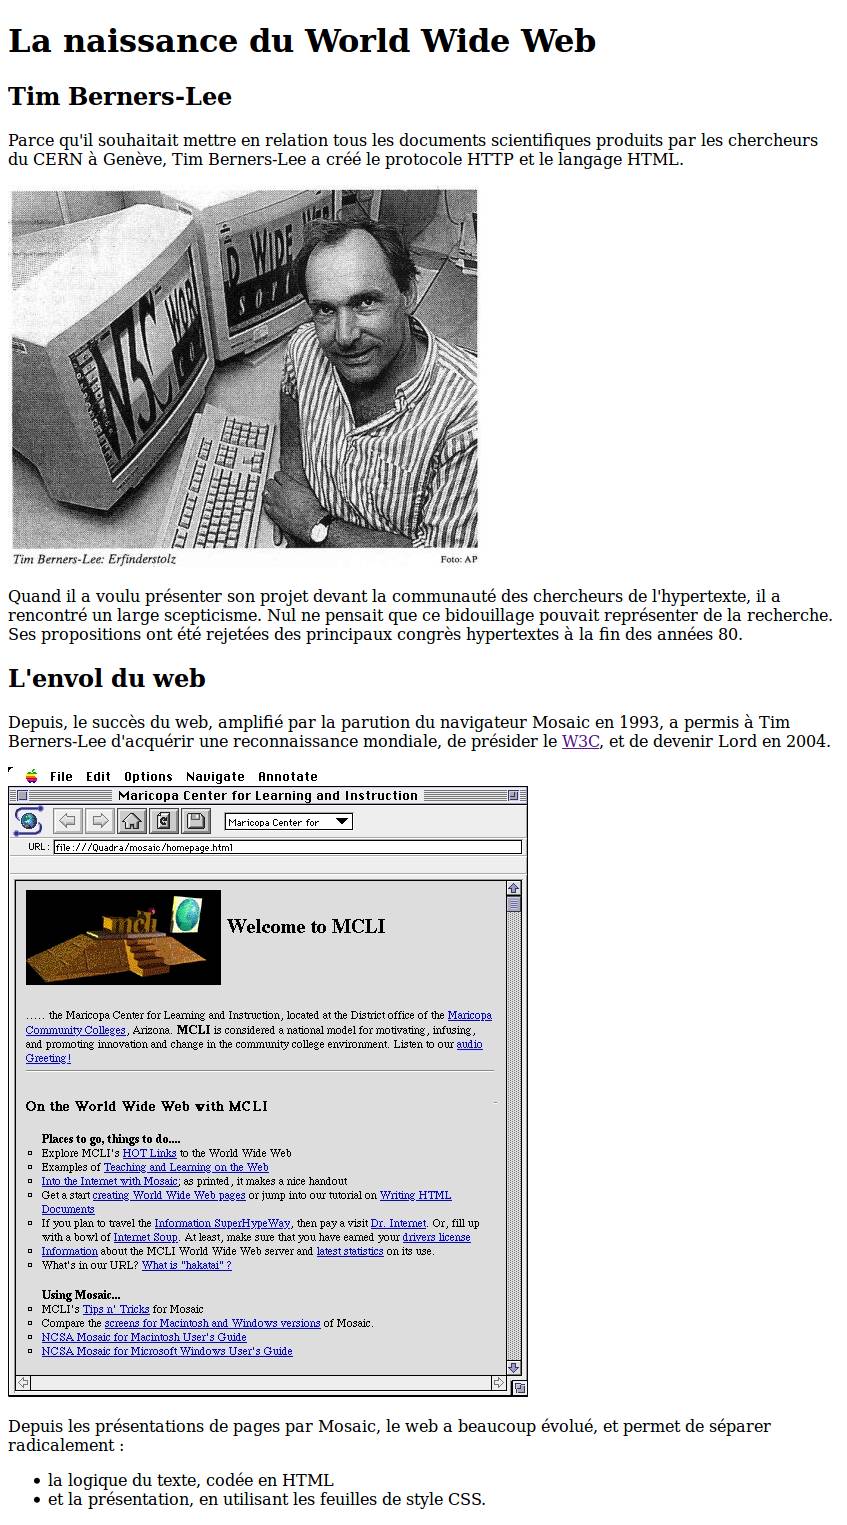 La naissance du World Wide Web
Tim Berners-Lee
Parce qu'il souhaitait mettre en relation tous les documents scientifiques produits par les chercheurs
du CERN à Genève, Tim Berners-Lee a créé le protocole HTTP et le langage HTML.
W3C WORL
D WIDE WEB
Tim Berners-Lee: Erfinderstolz
Foto: AP
Quand il a voulu présenter son projet devant la communauté des chercheurs de l'hypertexte, il a
rencontré un large scepticisme. Nul ne pensait que ce bidouillage pouvait représenter de la recherche.
Ses propositions ont été rejetées des principaux congrès hypertextes à la fin des années 80.
L'envol du web
Depuis, le succès du web, amplifié par la parution du navigateur Mosaic en 1993, a permis à Tim
Berners-Lee d'acquérir une reconnaissance mondiale, de présider le W3C, et de devenir Lord en 2004.
File Edit Options Navigate Annotate
Maricopa Center for Learning and Instruction
Maricopa Center for
URL: file:///Quadra/mosaic/homepage.html
mcli
Welcome to MCLI
..... the Maricopa Center for Learning and Instruction, located at the District office of the Maricopa
Community Colleges, Arizona. MCLI is considered a national model for motivating, infusing,
and promoting innovation and change in the community college environment. Listen to our audio
Greeting!
On the World Wide Web with MCLI
Places to go, things to do....
Explore MCLI's HOT Links to the World Wide Web
Examples of Teaching and Learning on the Web
Into the Internet with Mosaic; as printed, it makes a nice handout
Get a start creating World Wide Web pages or jump into our tutorial on Writing HTML
Documents
If you plan to travel the Information SuperHypeWay, then pay a visit Dr. Internet. Or, fill up
with a bowl of Internet Soup. At least, make sure that you have earned your drivers license
Information about the MCLI World Wide Web server and latest statistics on its use.
What's in our URL? What is "hakatai" ?
Using Mosaic...
MCLI's Tips n' Tricks for Mosaic
Compare the screens for Macintosh and Windows versions of Mosaic.
NCSA Mosaic for Macintosh User's Guide
NCSA Mosaic for Microsoft Windows User's Guide
Depuis les présentations de pages par Mosaic, le web a beaucoup évolué, et permet de séparer
radicalement :
• la logique du texte, codée en HTML
• et la présentation, en utilisant les feuilles de style CSS.